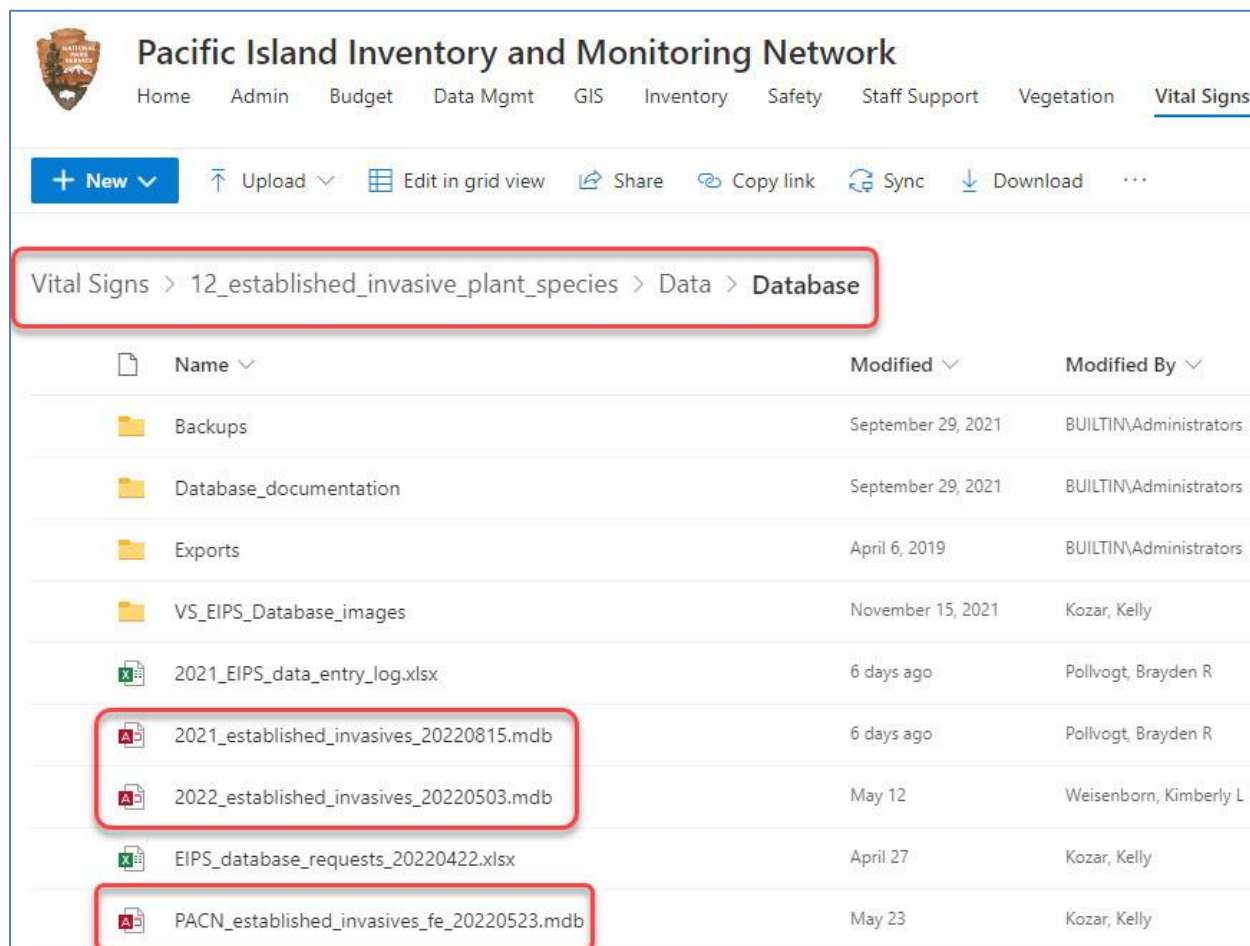 NATIONAL
PARK
SERVICE
Pacific Island Inventory and Monitoring Network
Home Admin Budget Data Mgmt GIS Inventory Safety Staff Support Vegetation Vital Signs
+ New Upload Edit in grid view Share Copy link Sync Download ···
Vital Signs > 12_established_invasive_plant_species > Data > Database
Name Modified Modified By
Backups September 29, 2021 BUILTIN\Administrators
Database_documentation September 29, 2021 BUILTIN\Administrators
Exports April 6, 2019 BUILTIN\Administrators
VS_EIPS_Database_images November 15, 2021 Kozar, Kelly
2021_EIPS_data_entry_log.xlsx 6 days ago Pollvogt, Brayden R
2021_established_invasives_20220815.mdb 6 days ago Pollvogt, Brayden R
2022_established_invasives_20220503.mdb May 12 Weisenborn, Kimberly L
EIPS_database_requests_20220422.xlsx April 27 Kozar, Kelly
PACN_established_invasives_fe_20220523.mdb May 23 Kozar, Kelly